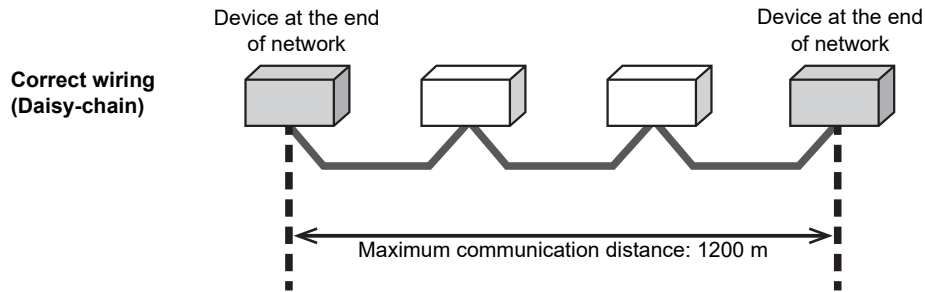 Device at the end
of network
Device at the end
of network
Correct wiring
(Daisy-chain)
Maximum communication distance: 1200 m